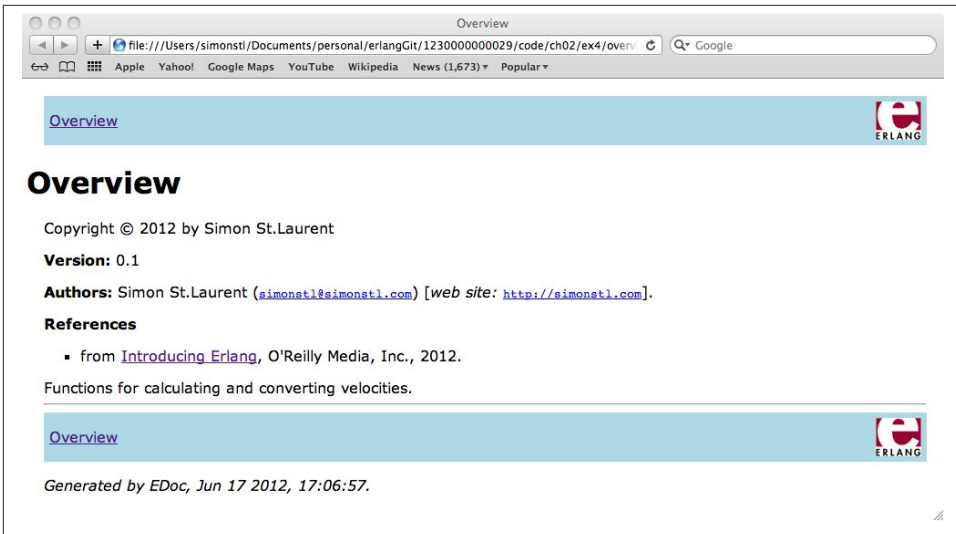 Overview
file:///Users/simonstl/Documents/personal/erlangGit/1230000000029/code/ch02/ex4/overv
Google
Apple Yahoo! Google Maps YouTube Wikipedia News (1,673) Popular
Overview
e
ERLANG
Overview
Copyright © 2012 by Simon St.Laurent
Version: 0.1
Authors: Simon St.Laurent (simonstl@simonstl.com) [web site: http://simonstl.com].
References
▪ from Introducing Erlang, O'Reilly Media, Inc., 2012.
Functions for calculating and converting velocities.
Overview
e
ERLANG
Generated by EDoc, Jun 17 2012, 17:06:57.